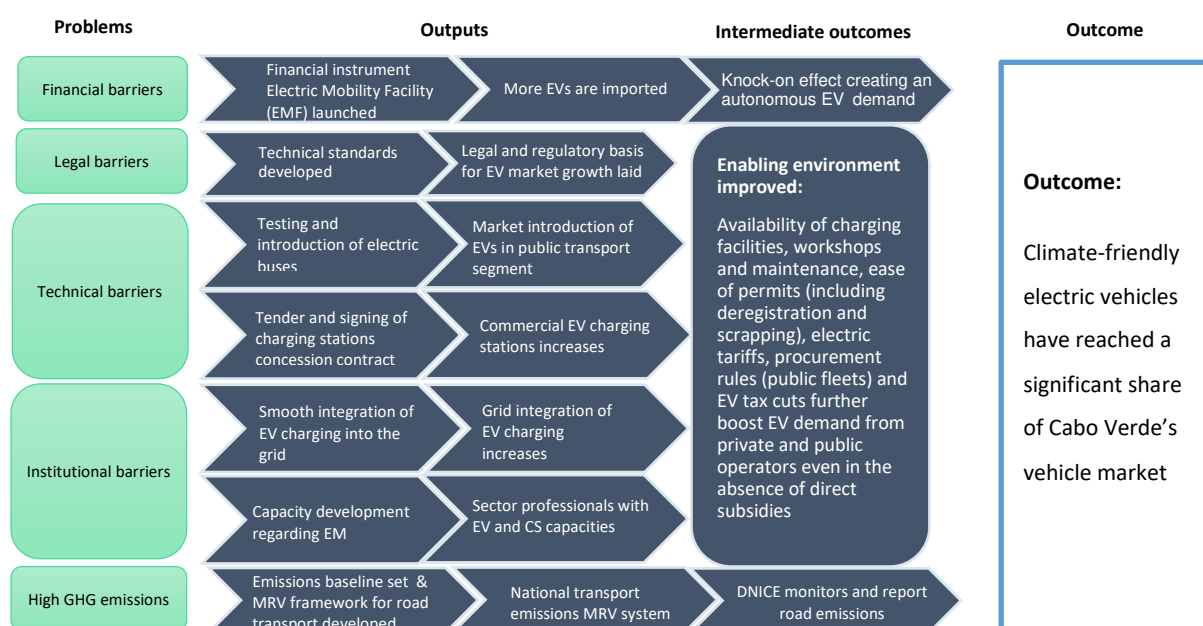 Problems
Outputs
Intermediate outcomes
Outcome
Financial barriers
Financial instrument
Electric Mobility Facility
(EMF) launched
More EVs are imported
Knock-on effect creating an
autonomous EV demand
Legal barriers
Technical standards
developed
Legal and regulatory basis
for EV market growth laid
Technical barriers
Testing and
introduction of electric
buses
Market introduction of
EVs in public transport
segment
Tender and signing of
charging stations
concession contract
Commercial EV charging
stations increases
Institutional barriers
Smooth integration of
EV charging into the
grid
Grid integration of
EV charging
increases
Capacity development
regarding EM
Sector professionals with
EV and CS capacities
Enabling environment
improved:
Availability of charging
facilities, workshops
and maintenance, ease
of permits (including
deregistration and
scrapping), electric
tariffs, procurement
rules (public fleets) and
EV tax cuts further
boost EV demand from
private and public
operators even in the
absence of direct
subsidies
High GHG emissions
Emissions baseline set &
MRV framework for road
transport developed
National transport
emissions MRV system
DNICE monitors and report
road emissions
Outcome:
Climate-friendly
electric vehicles
have reached a
significant share
of Cabo Verde's
vehicle market